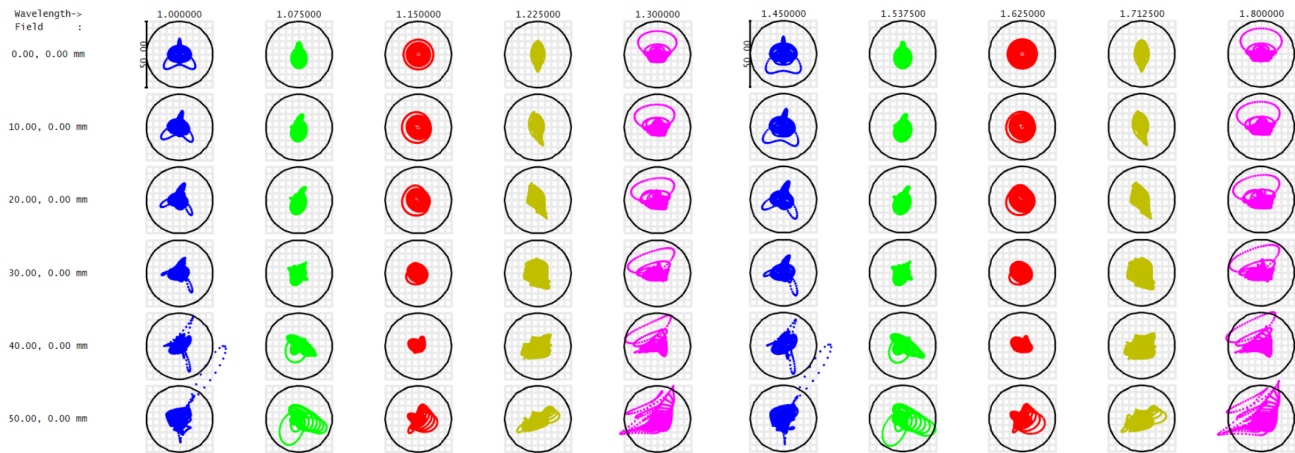 Wavelength-> 1.000000 1.075000 1.150000 1.225000 1.300000 1.450000 1.537500 1.625000 1.712500 1.800000
Field :
0.00, 0.00 mm 50.00 50.00
10.00, 0.00 mm
20.00, 0.00 mm
30.00, 0.00 mm
40.00, 0.00 mm
50.00, 0.00 mm